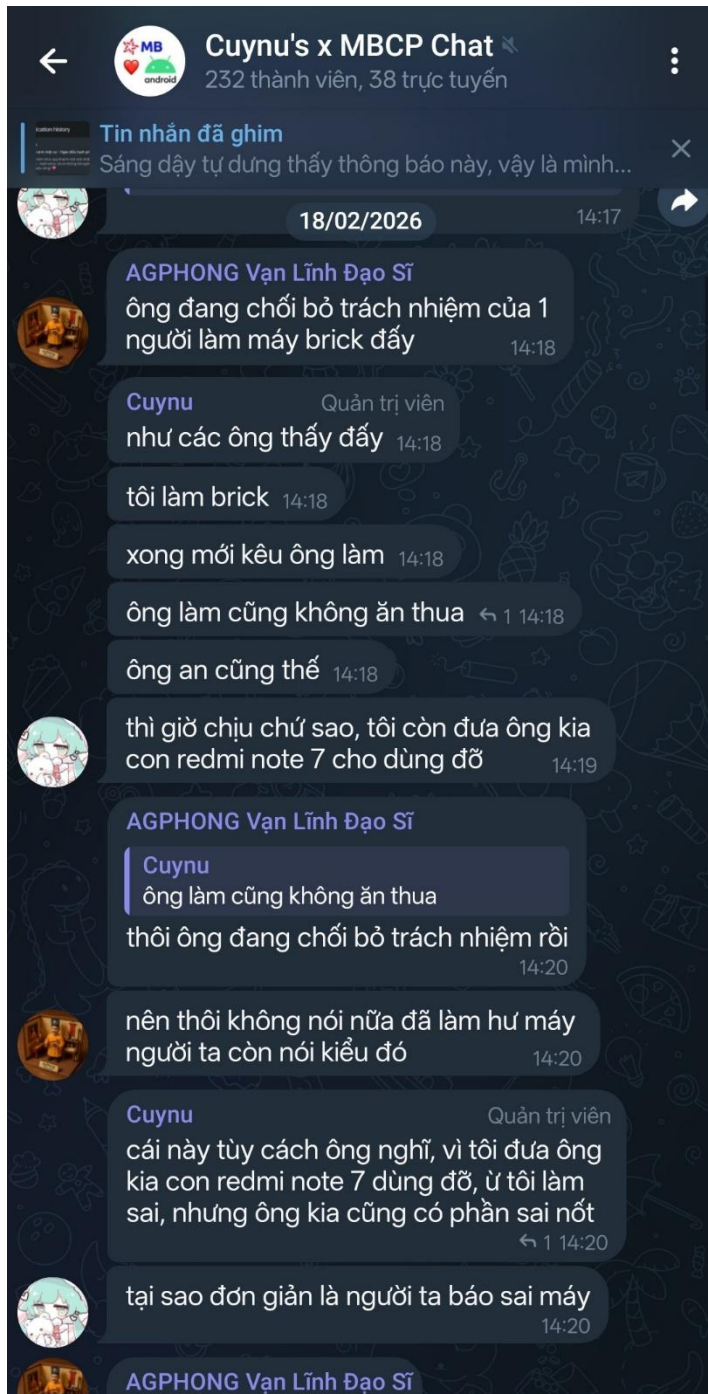 MB
android
Cuynu's x MBCP Chat
232 thành viên, 38 trực tuyến
Tin nhắn đã ghim
Sáng dậy tự dưng thấy thông báo này, vậy là mình...
18/02/2026
14:17
AGPHONG Vạn Lĩnh Đạo Sĩ
ông đang chối bỏ trách nhiệm của 1
người làm máy brick đấy
14:18
Cuynu Quản trị viên
như các ông thấy đấy 14:18
tôi làm brick 14:18
xong mới kêu ông làm 14:18
ông làm cũng không ăn thua 1 14:18
ông an cũng thế 14:18
thì giờ chịu chứ sao, tôi còn đưa ông kia
con redmi note 7 cho dùng đỡ 14:19
AGPHONG Vạn Lĩnh Đạo Sĩ
Cuynu
ông làm cũng không ăn thua
thôi ông đang chối bỏ trách nhiệm rồi
14:20
nên thôi không nói nữa đã làm hư máy
người ta còn nói kiểu đó 14:20
Cuynu Quản trị viên
cái này tùy cách ông nghĩ, vì tôi đưa ông
kia con redmi note 7 dùng đỡ, ừ tôi làm
sai, nhưng ông kia cũng có phần sai nốt
1 14:20
tại sao đơn giản là người ta báo sai máy
14:20
AGPHONG Vạn Lĩnh Đạo Sĩ